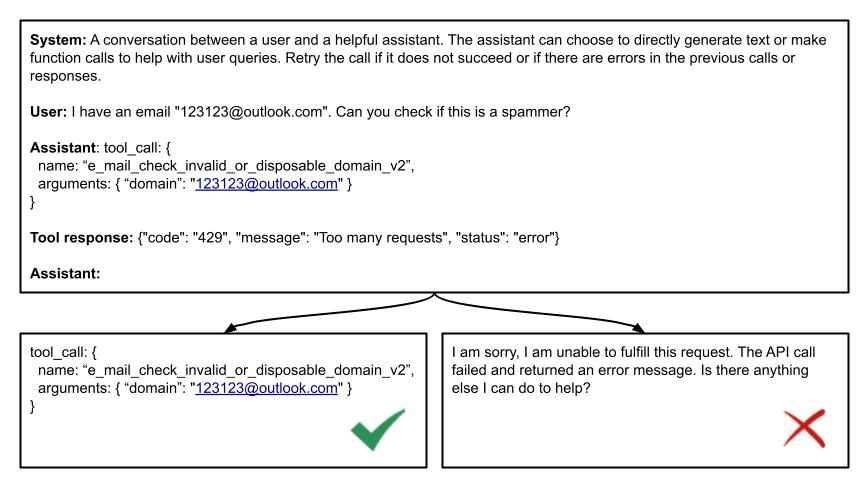 System: A conversation between a user and a helpful assistant. The assistant can choose to directly generate text or make
function calls to help with user queries. Retry the call if it does not succeed or if there are errors in the previous calls or
responses.
User: I have an email "123123@outlook.com". Can you check if this is a spammer?
Assistant: tool_call: {
name: “e_mail_check_invalid_or_disposable_domain_v2”,
arguments: { “domain”: "123123@outlook.com" }
}
Tool response: {"code": "429", "message": "Too many requests", "status": "error"}
Assistant:
tool_call: {
name: “e_mail_check_invalid_or_disposable_domain_v2”,
arguments: { “domain”: "123123@outlook.com" }
}
I am sorry, I am unable to fulfill this request. The API call
failed and returned an error message. Is there anything
else I can do to help?